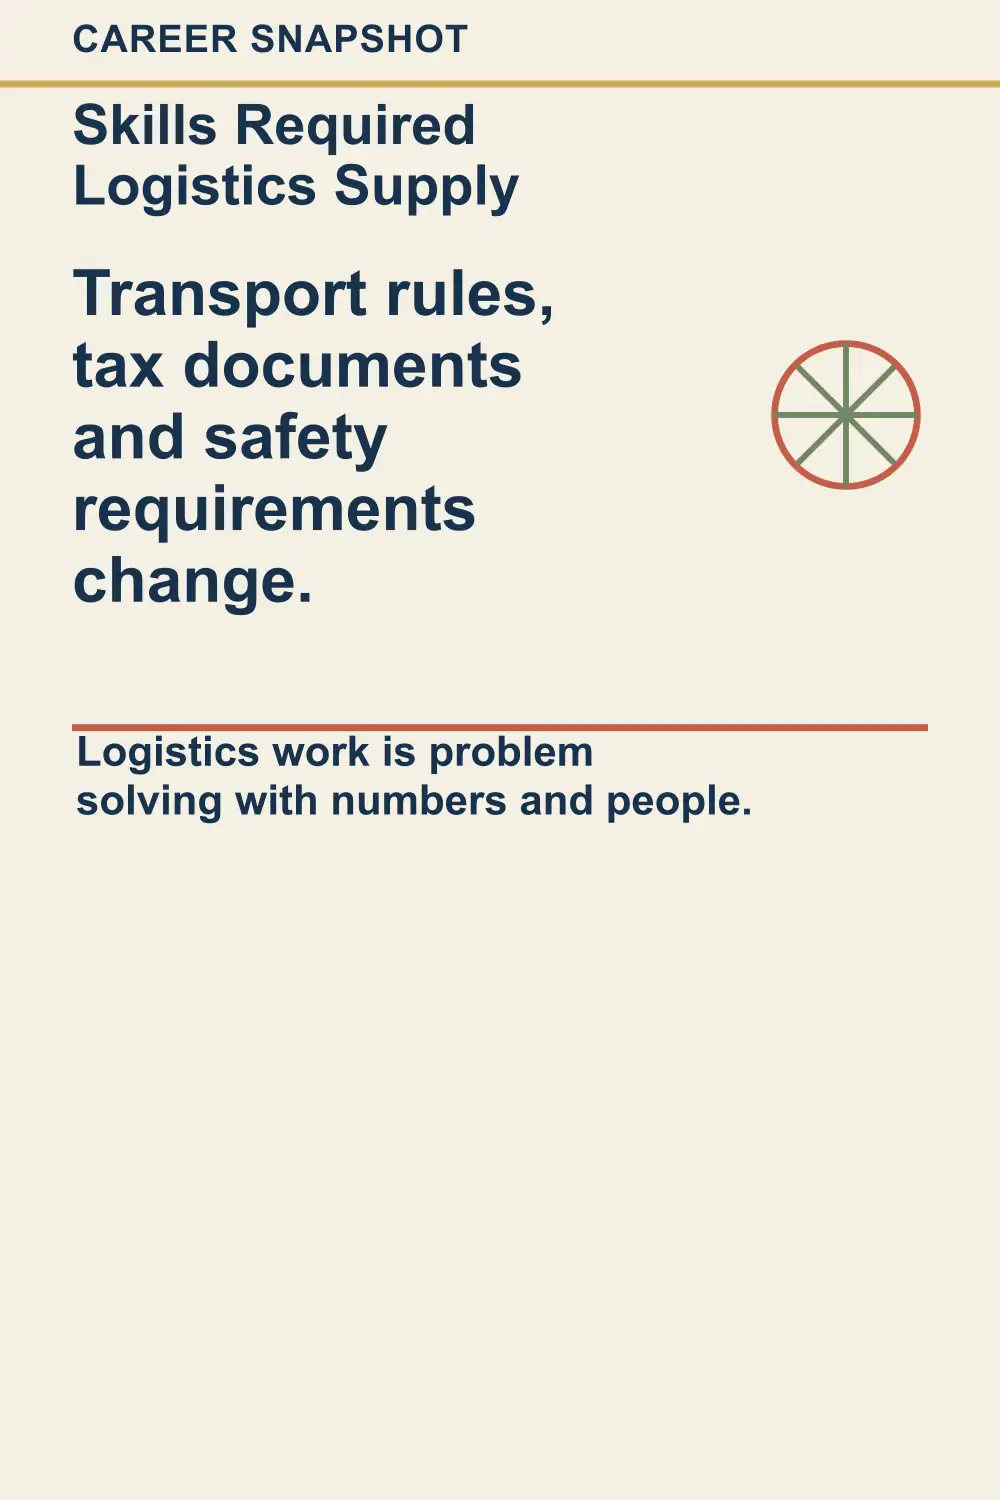 CAREER SNAPSHOT
Skills Required
Logistics Supply
Transport rules,
tax documents
and safety
requirements
change.
Logistics work is problem
solving with numbers and people.